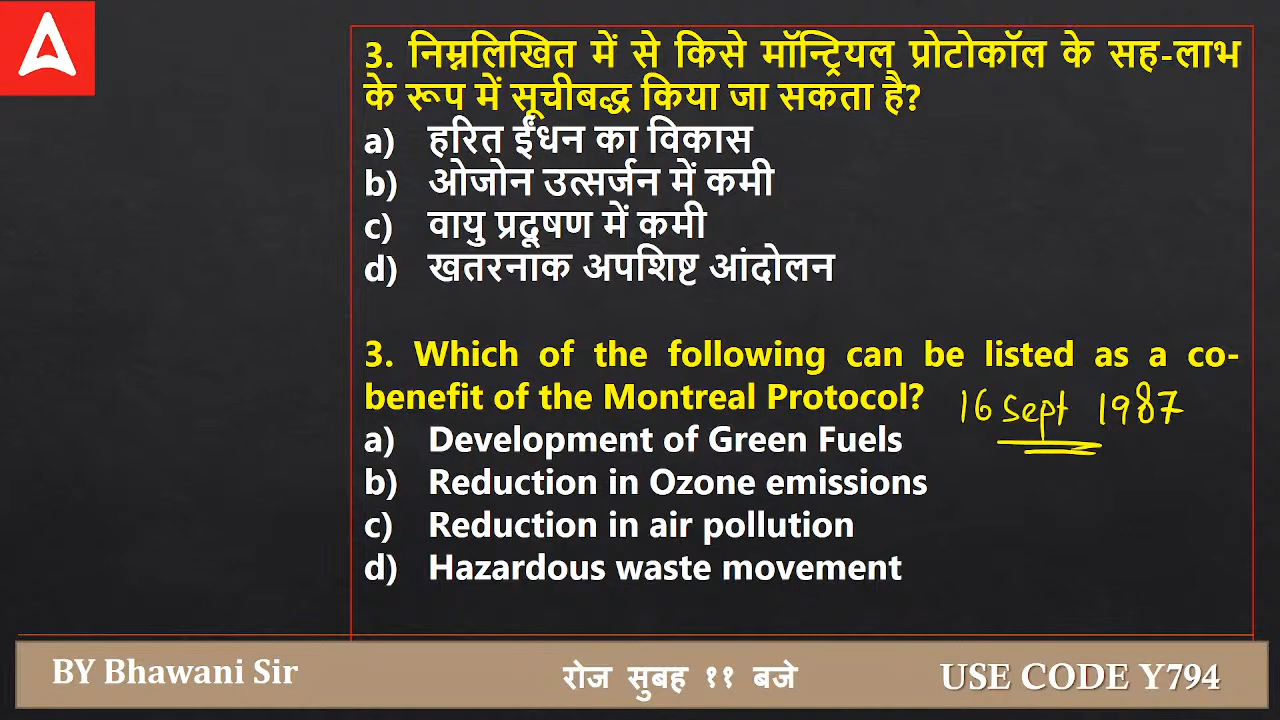 3. निम्नलिखित में से किसे मॉन्ट्रियल प्रोटोकॉल के सह-लाभ
के रूप में सूचीबद्ध किया जा सकता है?
a) हरित ईंधन का विकास
b) ओजोन उत्सर्जन में कमी
c) वायु प्रदूषण में कमी
d) खतरनाक अपशिष्ट आंदोलन
3. Which of the following can be listed as a co-
benefit of the Montreal Protocol?
16 Sept 1987
a) Development of Green Fuels
b) Reduction in Ozone emissions
c) Reduction in air pollution
d) Hazardous waste movement
BY Bhawani Sir
रोज सुबह ११ बजे
USE CODE Y794